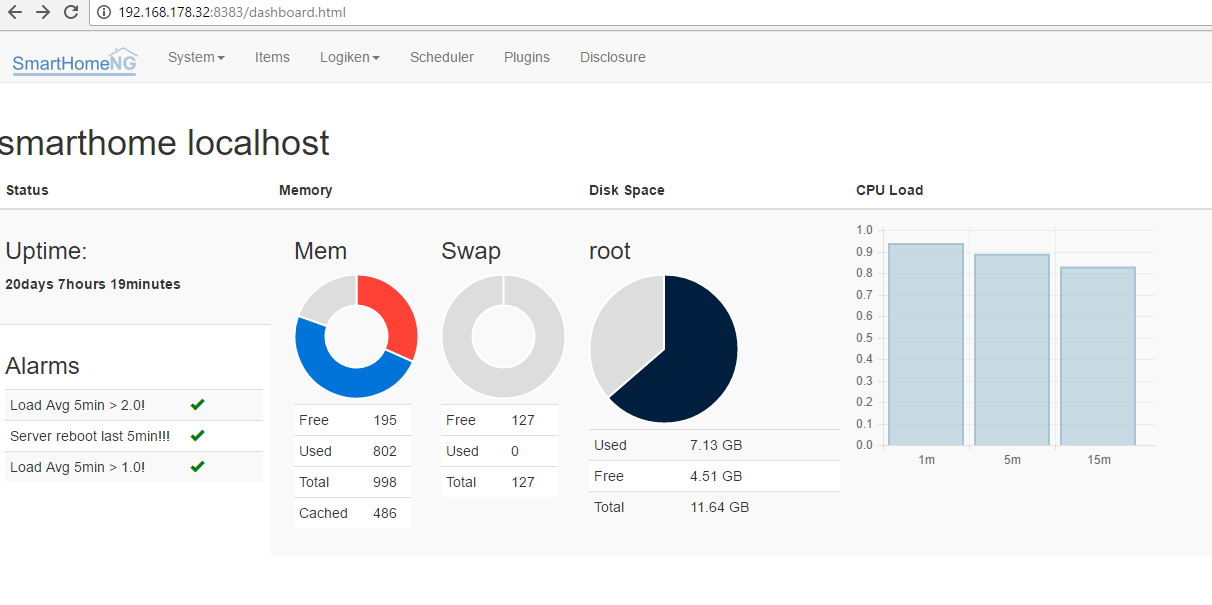 192.168.178.32:8383/dashboard.html
SmartHomeNG System Items Logiken Scheduler Plugins Disclosure
smarthome localhost
Status Memory Disk Space CPU Load
Uptime:
20days 7hours 19minutes
Alarms
Load Avg 5min > 2.0!
Server reboot last 5min!!!
Load Avg 5min > 1.0!
Mem
Free 195
Used 802
Total 998
Cached 486
Swap
Free 127
Used 0
Total 127
root
Used 7.13 GB
Free 4.51 GB
Total 11.64 GB
1.0
0.9
0.8
0.7
0.6
0.5
0.4
0.3
0.2
0.1
0.0
1m 5m 15m